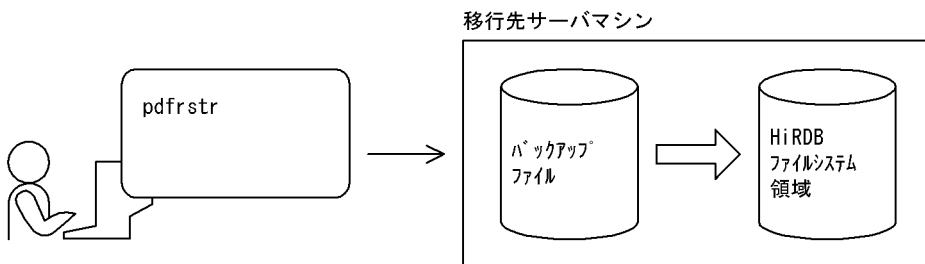 移行先サーバマシン
pdfrstr
ﾊﾞｯｸｱｯﾌﾟ
ﾌｧｲﾙ
HiRDB
ﾌｧｲﾙｼｽﾃﾑ
領域